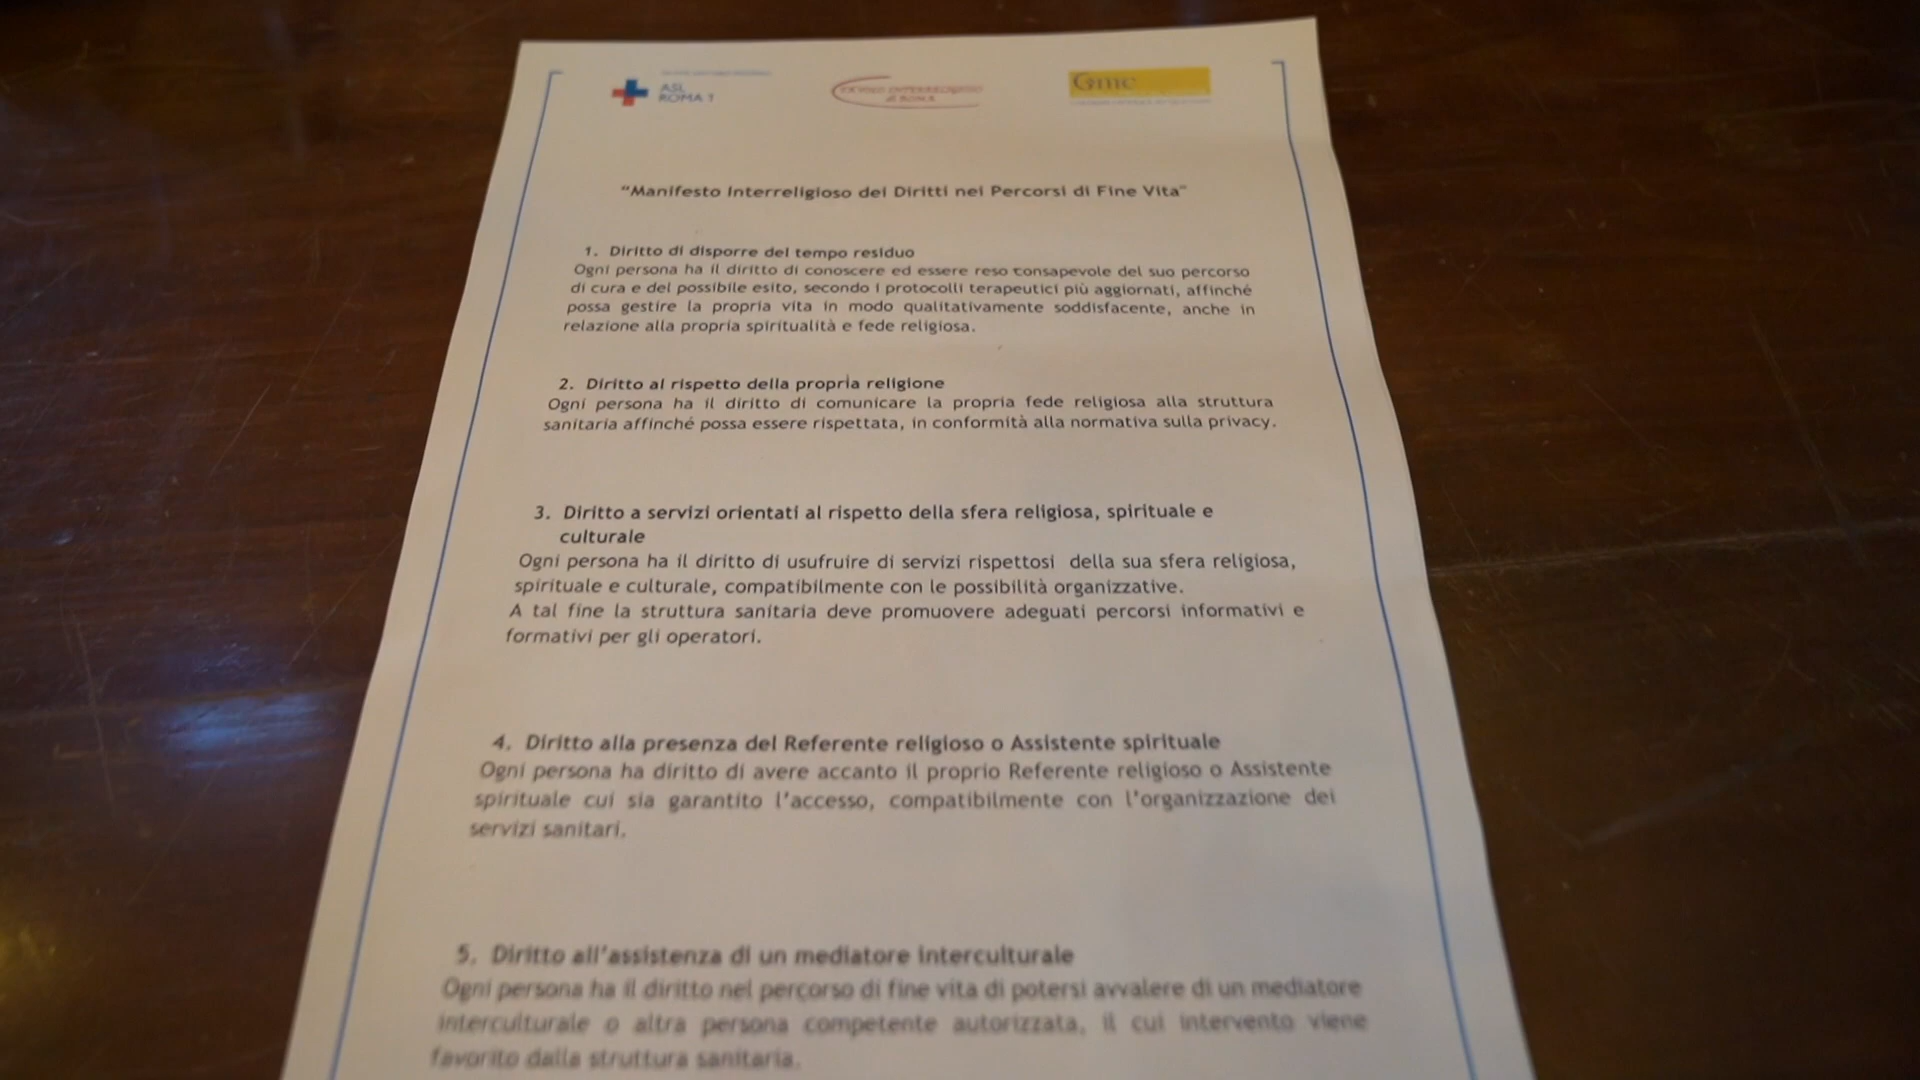 ASL
ROMA 1
TAVOLO INTERRELIGIOSO
di ROMA
Gmc
“Manifesto Interreligioso dei Diritti nei Percorsi di Fine Vita”
1. Diritto di disporre del tempo residuo
Ogni persona ha il diritto di conoscere ed essere reso consapevole del suo percorso
di cura e del possibile esito, secondo i protocolli terapeutici più aggiornati, affinché
possa gestire la propria vita in modo qualitativamente soddisfacente, anche in
relazione alla propria spiritualità e fede religiosa.
2. Diritto al rispetto della propria religione
Ogni persona ha il diritto di comunicare la propria fede religiosa alla struttura
sanitaria affinché possa essere rispettata, in conformità alla normativa sulla privacy.
3. Diritto a servizi orientati al rispetto della sfera religiosa, spirituale e
culturale
Ogni persona ha il diritto di usufruire di servizi rispettosi della sua sfera religiosa,
spirituale e culturale, compatibilmente con le possibilità organizzative.
A tal fine la struttura sanitaria deve promuovere adeguati percorsi informativi e
formativi per gli operatori.
4. Diritto alla presenza del Referente religioso o Assistente spirituale
Ogni persona ha diritto di avere accanto il proprio Referente religioso o Assistente
spirituale cui sia garantito l’accesso, compatibilmente con l’organizzazione dei
servizi sanitari.
5. Diritto all’assistenza di un mediatore interculturale
Ogni persona ha il diritto nel percorso di fine vita di potersi avvalere di un mediatore
interculturale o altra persona competente autorizzata, il cui intervento viene
favorito dalla struttura sanitaria.